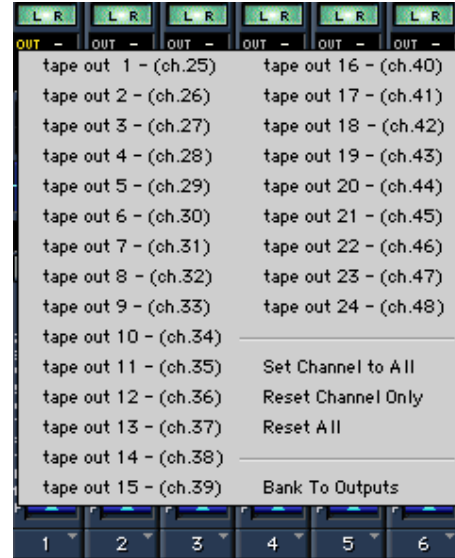 L R L R L R L R L R L R
OUT – OUT – OUT – OUT – OUT – OUT –
tape out 1 – (ch.25)
tape out 2 – (ch.26)
tape out 3 – (ch.27)
tape out 4 – (ch.28)
tape out 5 – (ch.29)
tape out 6 – (ch.30)
tape out 7 – (ch.31)
tape out 8 – (ch.32)
tape out 9 – (ch.33)
tape out 10 – (ch.34)
tape out 11 – (ch.35)
tape out 12 – (ch.36)
tape out 13 – (ch.37)
tape out 14 – (ch.38)
tape out 15 – (ch.39)
tape out 16 – (ch.40)
tape out 17 – (ch.41)
tape out 18 – (ch.42)
tape out 19 – (ch.43)
tape out 20 – (ch.44)
tape out 21 – (ch.45)
tape out 22 – (ch.46)
tape out 23 – (ch.47)
tape out 24 – (ch.48)
Set Channel to All
Reset Channel Only
Reset All
Bank To Outputs
1 2 3 4 5 6